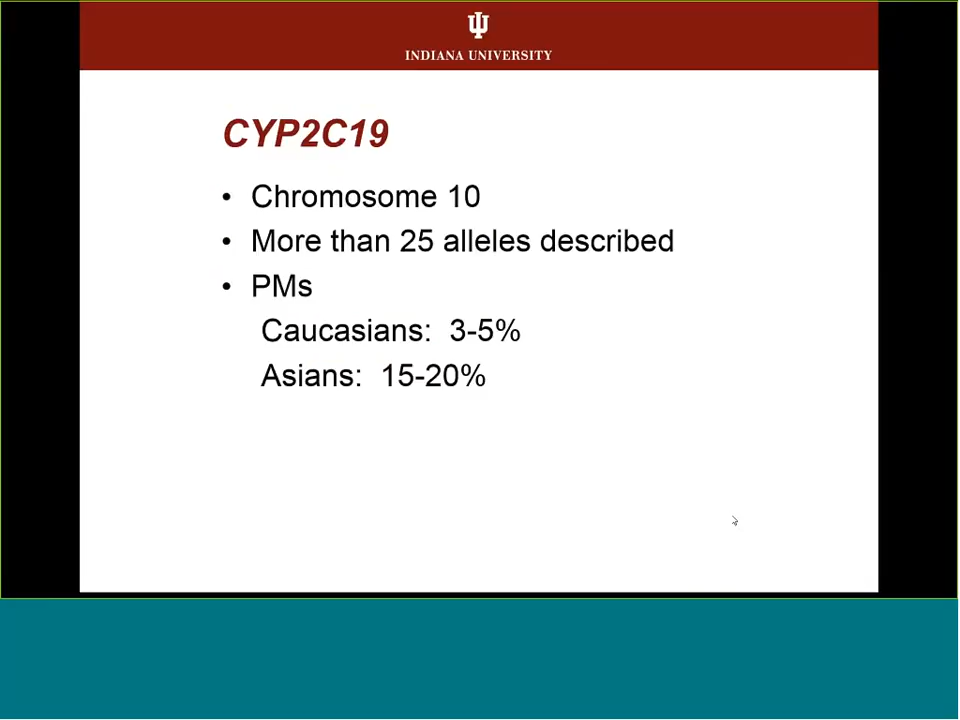 INDIANA UNIVERSITY
CYP2C19
• Chromosome 10
• More than 25 alleles described
• PMs
Caucasians: 3-5%
Asians: 15-20%